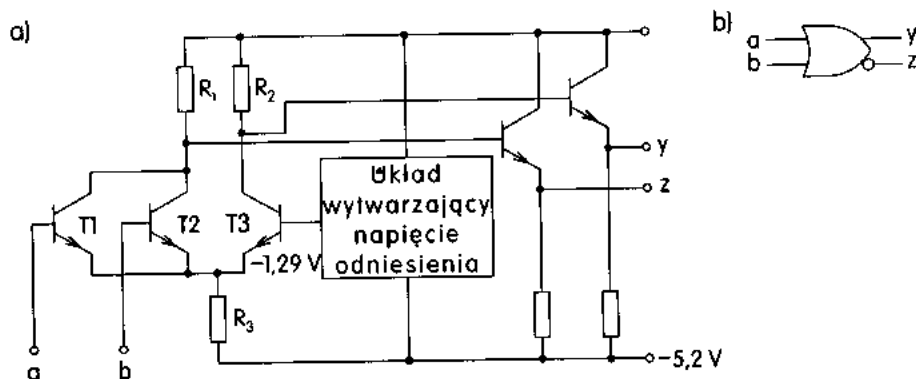 a)
R1
R2
T1
T2
T3
-1,29 V
R3
a
b
Układ
wytwarzający
napięcie
odniesienia
y
z
-5,2 V
b)
a
b
y
z